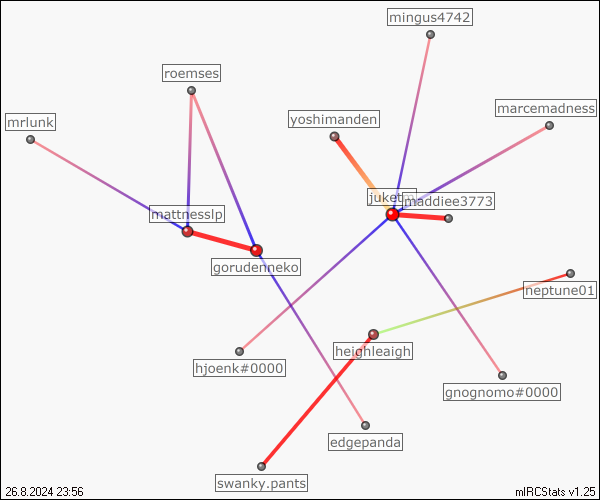 mingus4742
roemses
marcemadness
yoshimanden
mrlunk
maddiee3773
mattnesslp
gorudenneko
neptune01
heighleaigh
hjoenk#0000
gnognomo#0000
edgepanda
swanky.pants
26.8.2024 23:56
mIRCStats v1.25